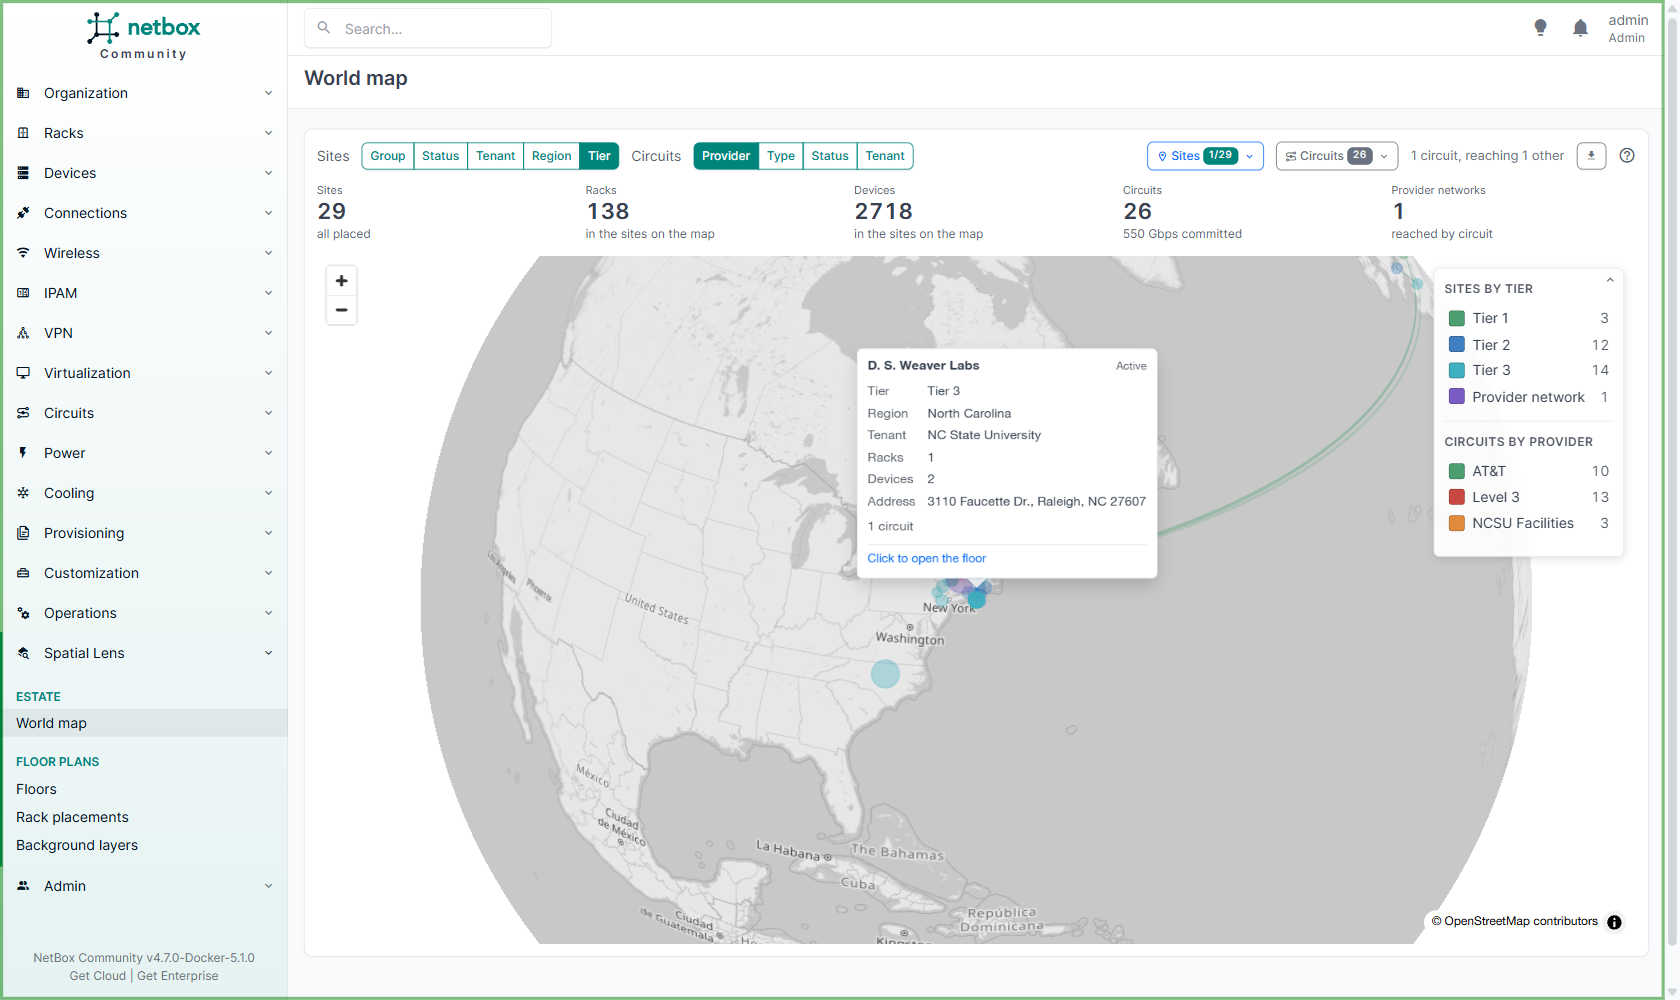 netbox
Community
Search...
admin
Admin
World map
Organization
Racks
Devices
Connections
Wireless
IPAM
VPN
Virtualization
Circuits
Power
Cooling
Provisioning
Customization
Operations
Spatial Lens
ESTATE
World map
FLOOR PLANS
Floors
Rack placements
Background layers
Admin
NetBox Community v4.7.0-Docker-5.1.0
Get Cloud | Get Enterprise
Sites Group Status Tenant Region Tier Circuits Provider Type Status Tenant
Sites 1/29 Circuits 26 1 circuit, reaching 1 other
Sites
29
all placed
Racks
138
in the sites on the map
Devices
2718
in the sites on the map
Circuits
26
550 Gbps committed
Provider networks
1
reached by circuit
+
−
D. S. Weaver Labs Active
Tier Tier 3
Region North Carolina
Tenant NC State University
Racks 1
Devices 2
Address 3110 Faucette Dr., Raleigh, NC 27607
1 circuit
Click to open the floor
SITES BY TIER
Tier 1 3
Tier 2 12
Tier 3 14
Provider network 1
CIRCUITS BY PROVIDER
AT&T 10
Level 3 13
NCSU Facilities 3
Los Angeles
Phoenix
United States
New York
Washington
México
Ciudad
de México
La Habana
The Bahamas
Cuba
República
Dominicana
Ciudad
de Guatemala
© OpenStreetMap contributors